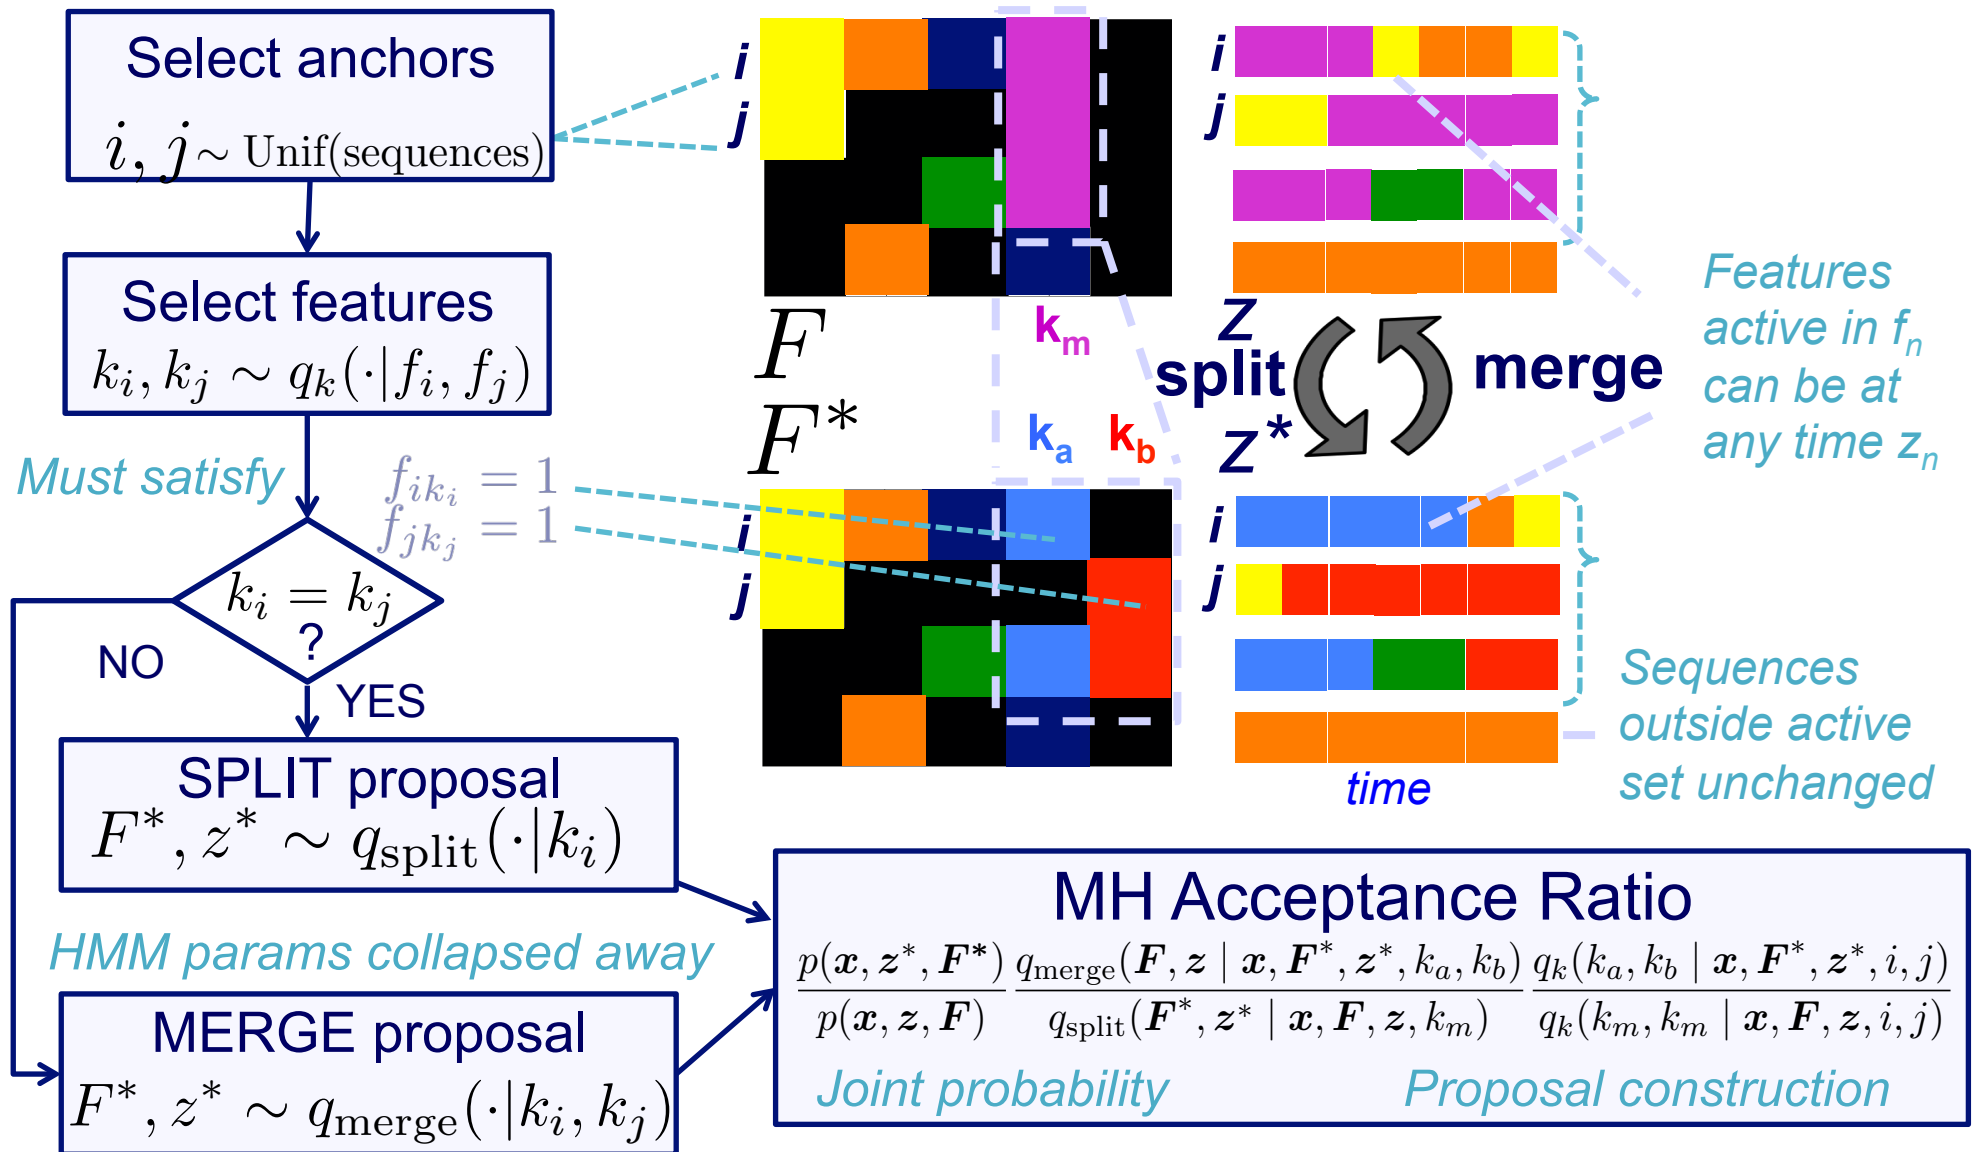 Select anchors
i, j ~ Unif(sequences)
Select features
k_i, k_j ∼ q_k(·|f_i, f_j)
Must satisfy
f_{ik_i} = 1
f_{jk_j} = 1
k_i = k_j
?
NO
YES
SPLIT proposal
F*, z* ∼ q_split(·|k_i)
HMM params collapsed away
MERGE proposal
F*, z* ∼ q_merge(·|k_i, k_j)
i
j
F
k_m
F*
k_a k_b
i
j
i
j
z
split
merge
z*
i
j
time
Features
active in f_n
can be at
any time z_n
Sequences
outside active
set unchanged
MH Acceptance Ratio
p(x, z*, F*) q_merge(F, z | x, F*, z*, k_a, k_b) q_k(k_a, k_b | x, F*, z*, i, j)
p(x, z, F) q_split(F*, z* | x, F, z, k_m) q_k(k_m, k_m | x, F, z, i, j)
Joint probability
Proposal construction